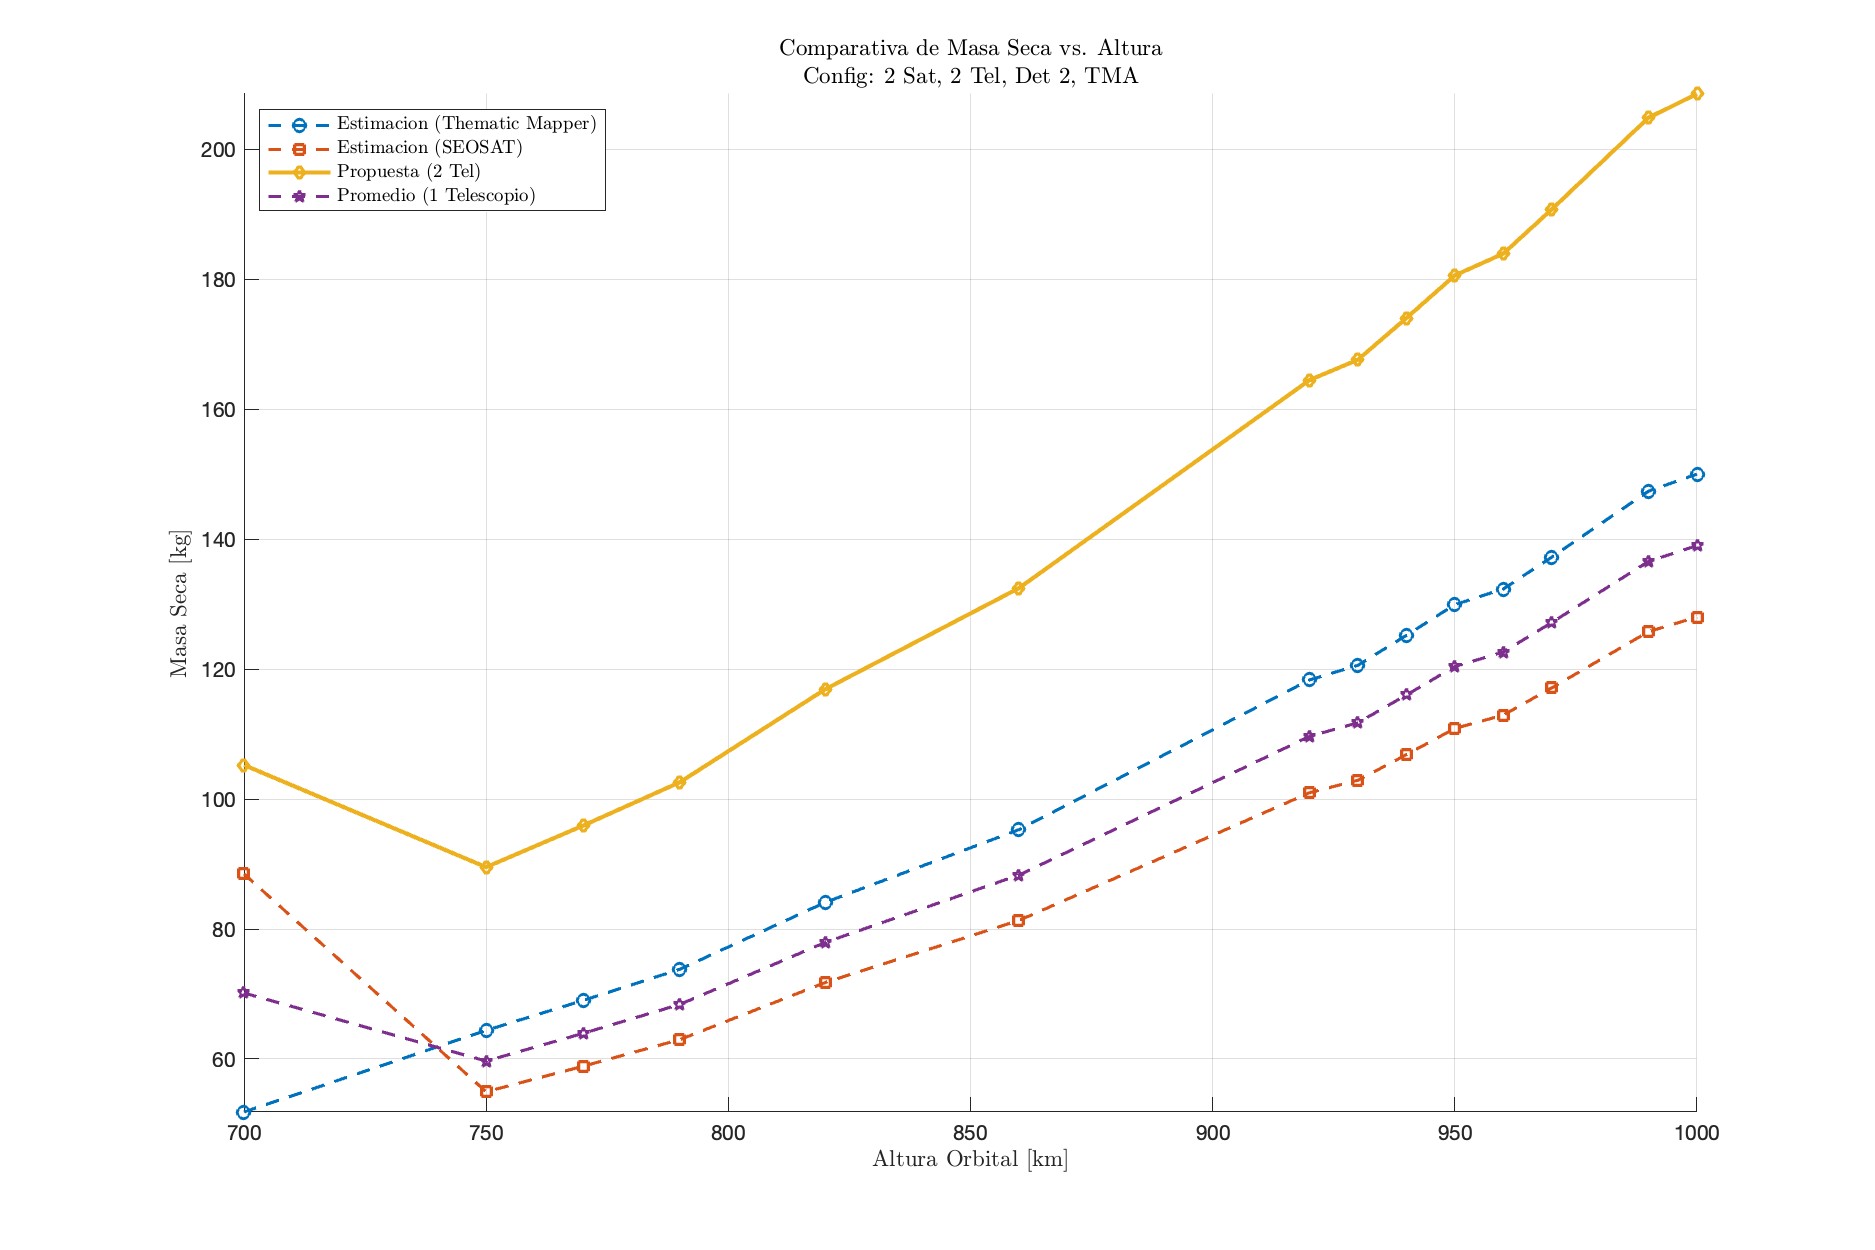 Comparativa de Masa Seca vs. Altura
Config: 2 Sat, 2 Tel, Det 2, TMA
Estimacion (Thematic Mapper)
Estimacion (SEOSAT)
Propuesta (2 Tel)
Promedio (1 Telescopio)
200
180
160
140
120
100
80
60
Masa Seca [kg]
700 750 800 850 900 950 1000
Altura Orbital [km]